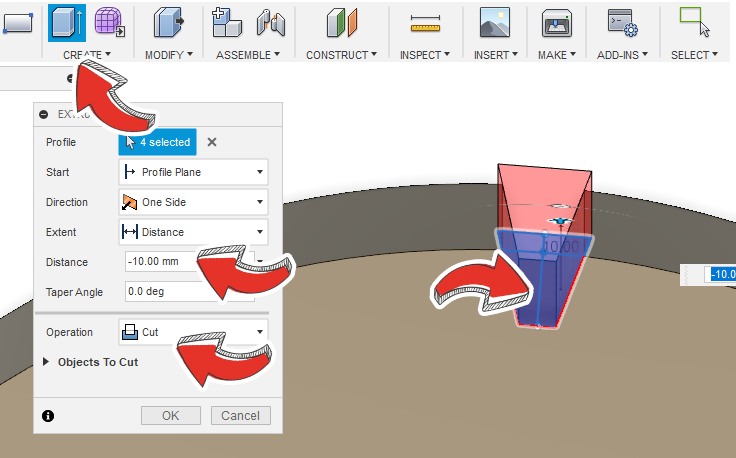 CREATE MODIFY ASSEMBLE CONSTRUCT INSPECT INSERT MAKE ADD-INS SELECT
Profile 4 selected
Start Profile Plane
Direction One Side
Extent Distance
Distance -10.00 mm
Taper Angle 0.0 deg
Operation Cut
Objects To Cut
OK Cancel
10.00
-10.0